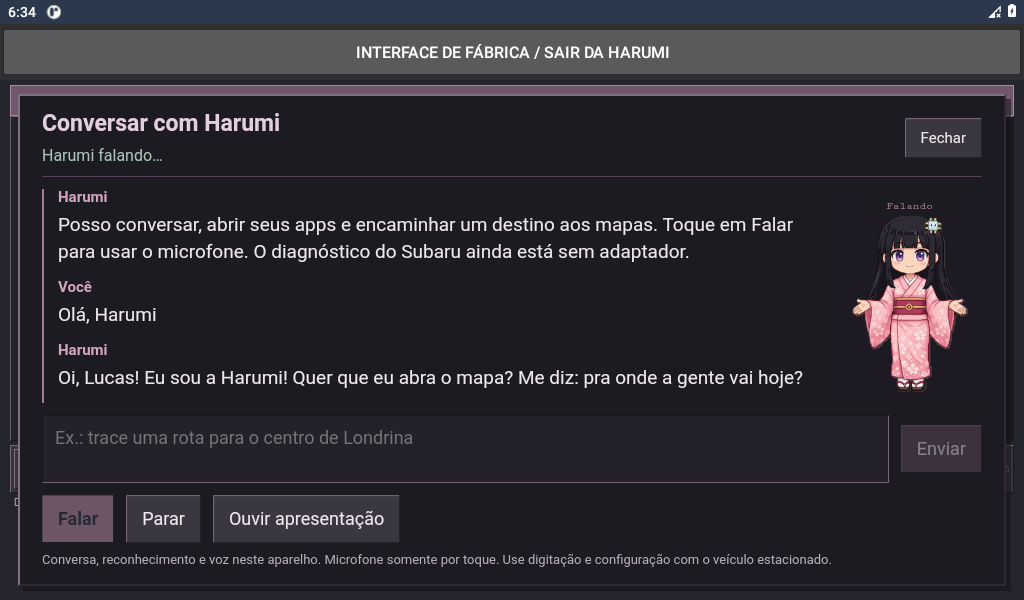 6:34
INTERFACE DE FÁBRICA / SAIR DA HARUMI
Conversar com Harumi
Harumi falando…
Fechar
Harumi
Posso conversar, abrir seus apps e encaminhar um destino aos mapas. Toque em Falar
para usar o microfone. O diagnóstico do Subaru ainda está sem adaptador.
Você
Olá, Harumi
Harumi
Oi, Lucas! Eu sou a Harumi! Quer que eu abra o mapa? Me diz: pra onde a gente vai hoje?
Falando
Ex.: trace uma rota para o centro de Londrina
Enviar
Falar
Parar
Ouvir apresentação
Conversa, reconhecimento e voz neste aparelho. Microfone somente por toque. Use digitação e configuração com o veículo estacionado.